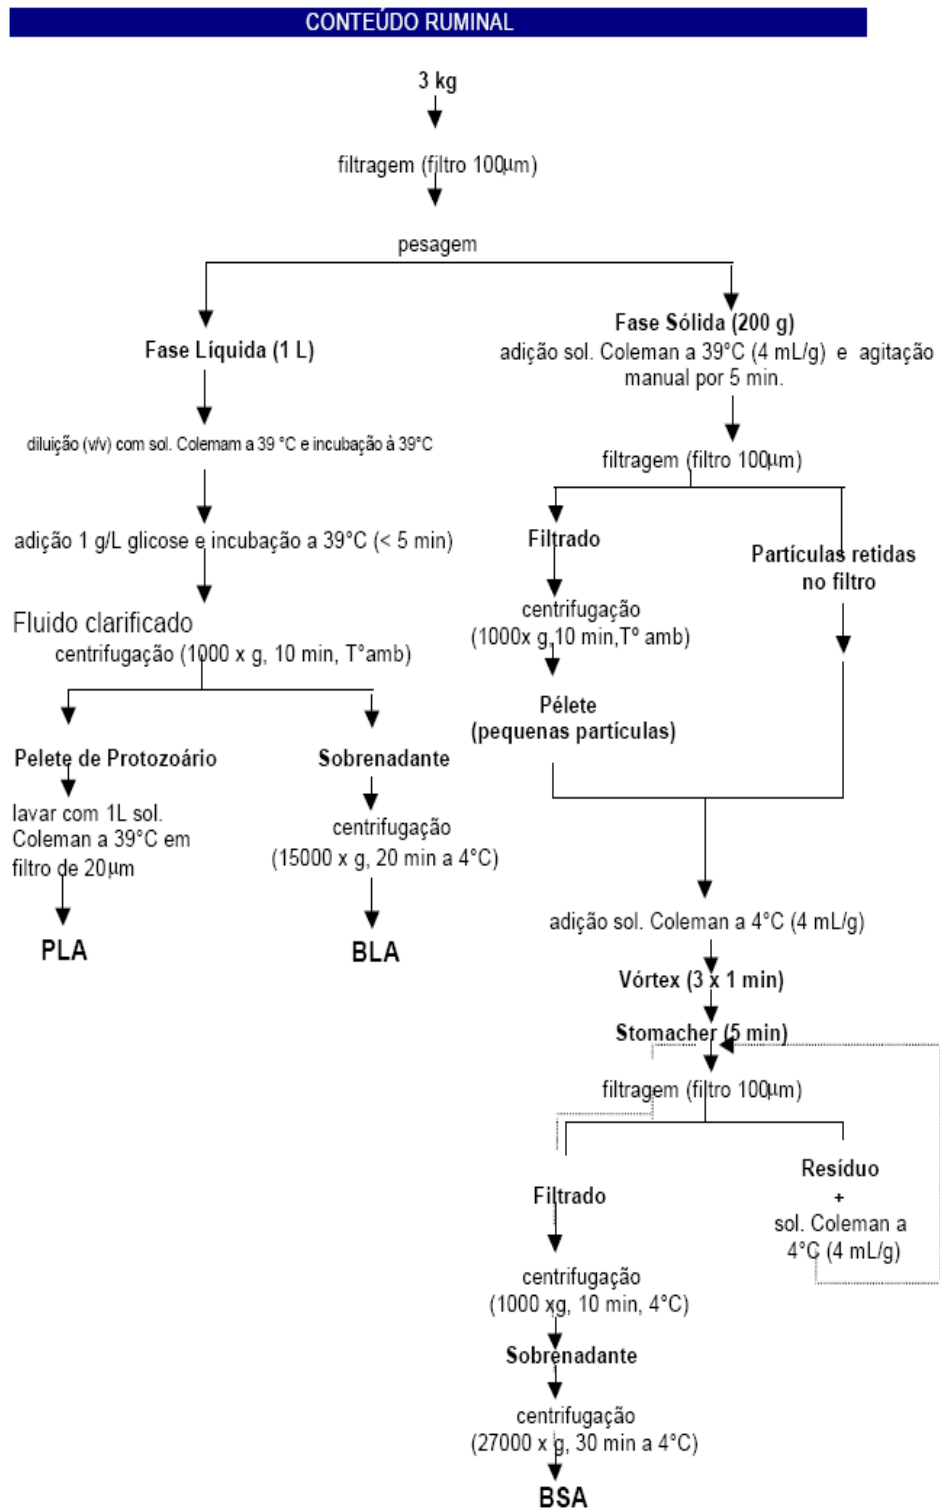 CONTEÚDO RUMINAL
3 kg
filtragem (filtro 100µm)
pesagem
Fase Líquida (1 L)
diluição (v/v) com sol. Colemam a 39 °C e incubação à 39°C
adição 1 g/L glicose e incubação a 39°C (< 5 min)
Fluido clarificado
centrifugação (1000 x g, 10 min, T°amb)
Pelete de Protozoário
lavar com 1L sol.
Coleman a 39°C em
filtro de 20µm
PLA
Sobrenadante
centrifugação
(15000 x g, 20 min a 4°C)
BLA
Fase Sólida (200 g)
adição sol. Coleman a 39°C (4 mL/g) e agitação
manual por 5 min.
filtragem (filtro 100µm)
Filtrado
centrifugação
(1000x g,10 min,Tº amb)
Pélete
(pequenas partículas)
Partículas retidas
no filtro
adição sol. Coleman a 4°C (4 mL/g)
Vórtex (3 x 1 min)
Stomacher (5 min)
filtragem (filtro 100µm)
Filtrado
centrifugação
(1000 xg, 10 min, 4°C)
Sobrenadante
centrifugação
(27000 x g, 30 min a 4°C)
BSA
Resíduo
+
sol. Coleman a
4°C (4 mL/g)